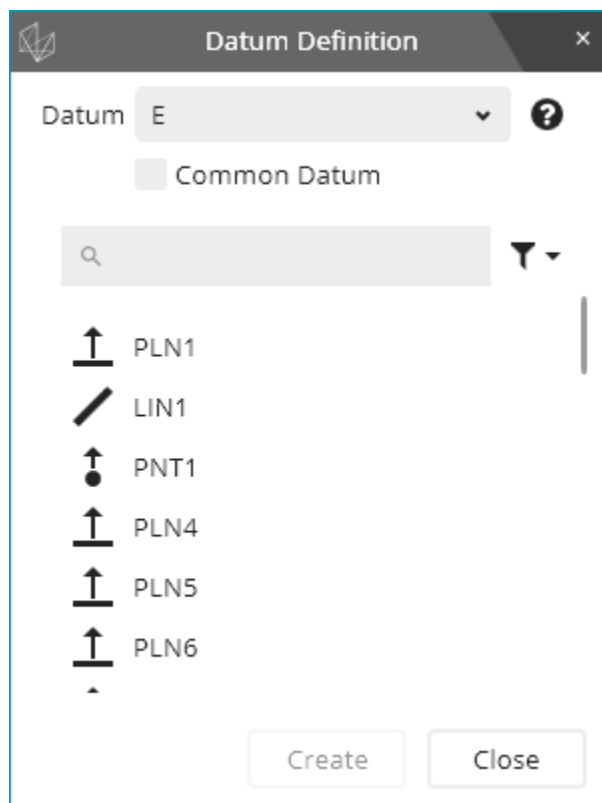 Datum Definition
Datum E
Common Datum
PLN1
LIN1
PNT1
PLN4
PLN5
PLN6
Create Close